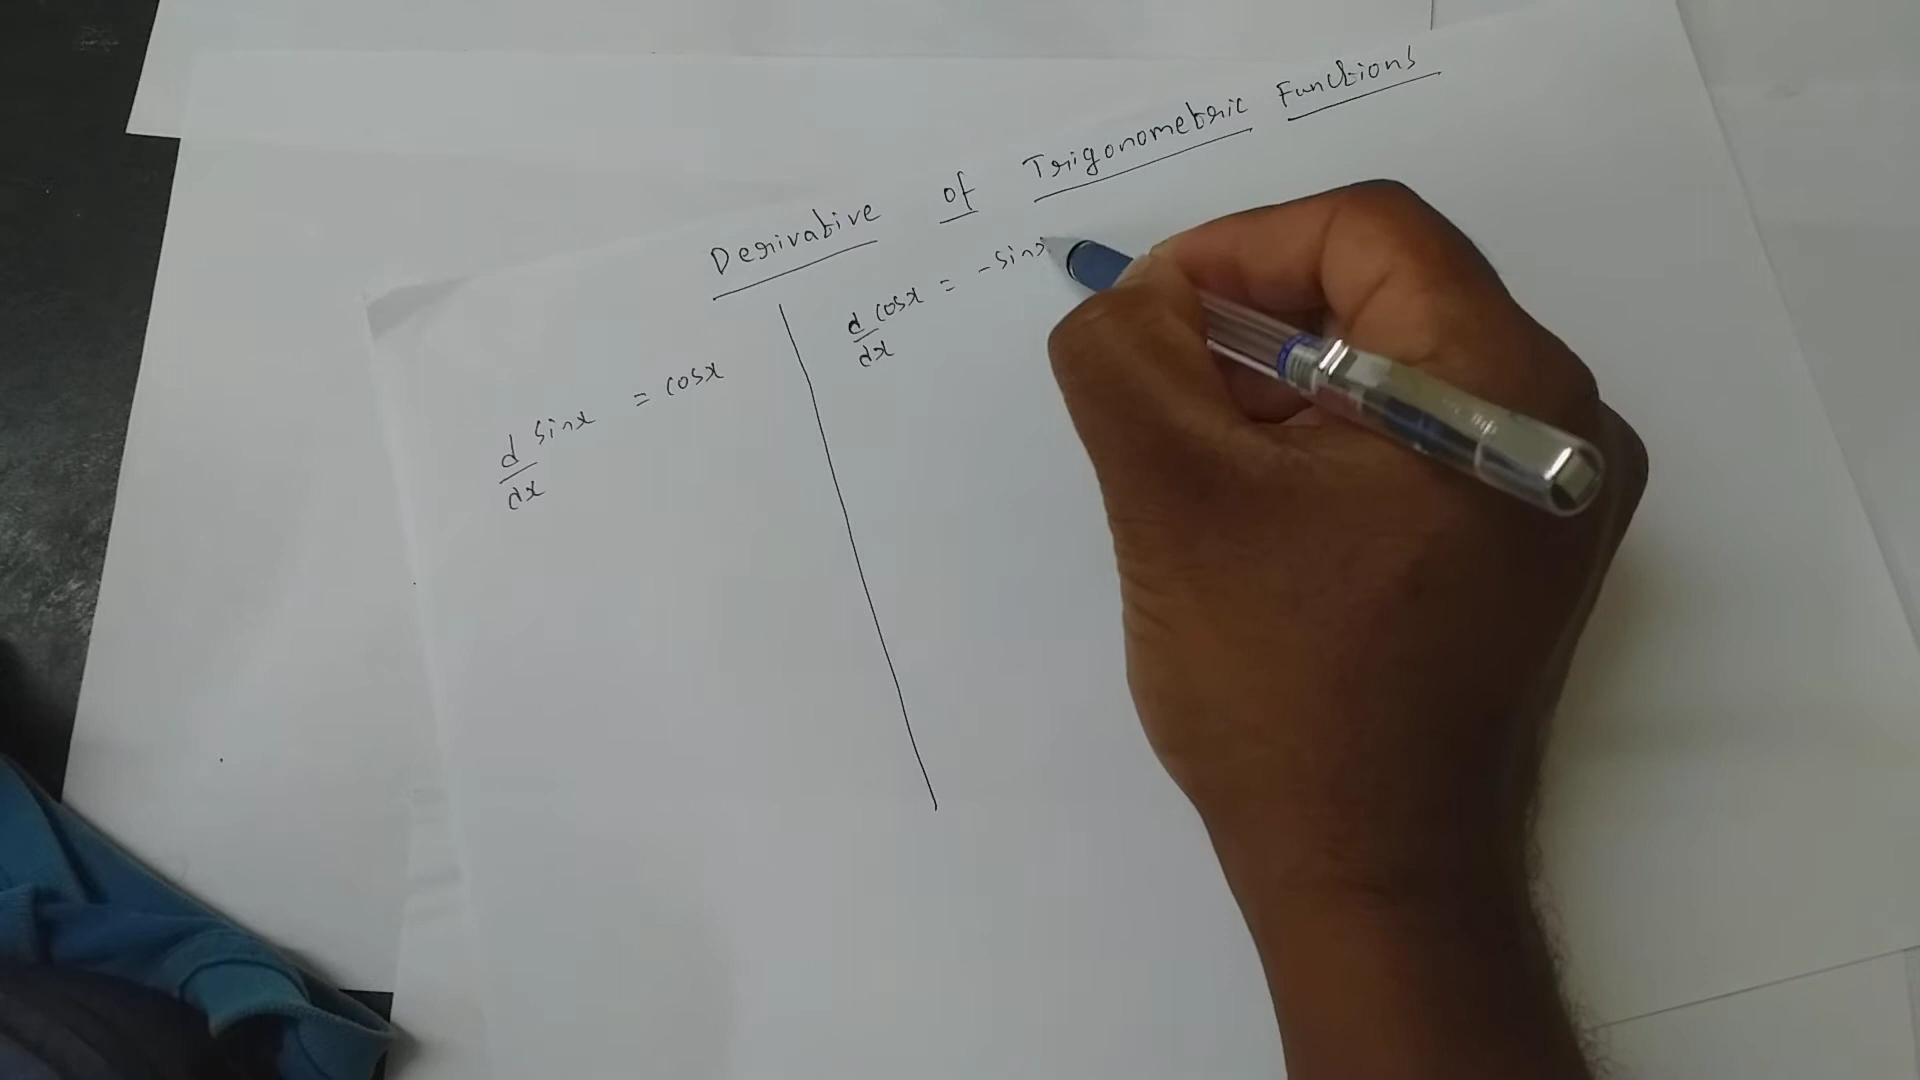 Derivative of Trigonometric Functions
d/dx sinx = cosx
d/dx cosx = -sinx